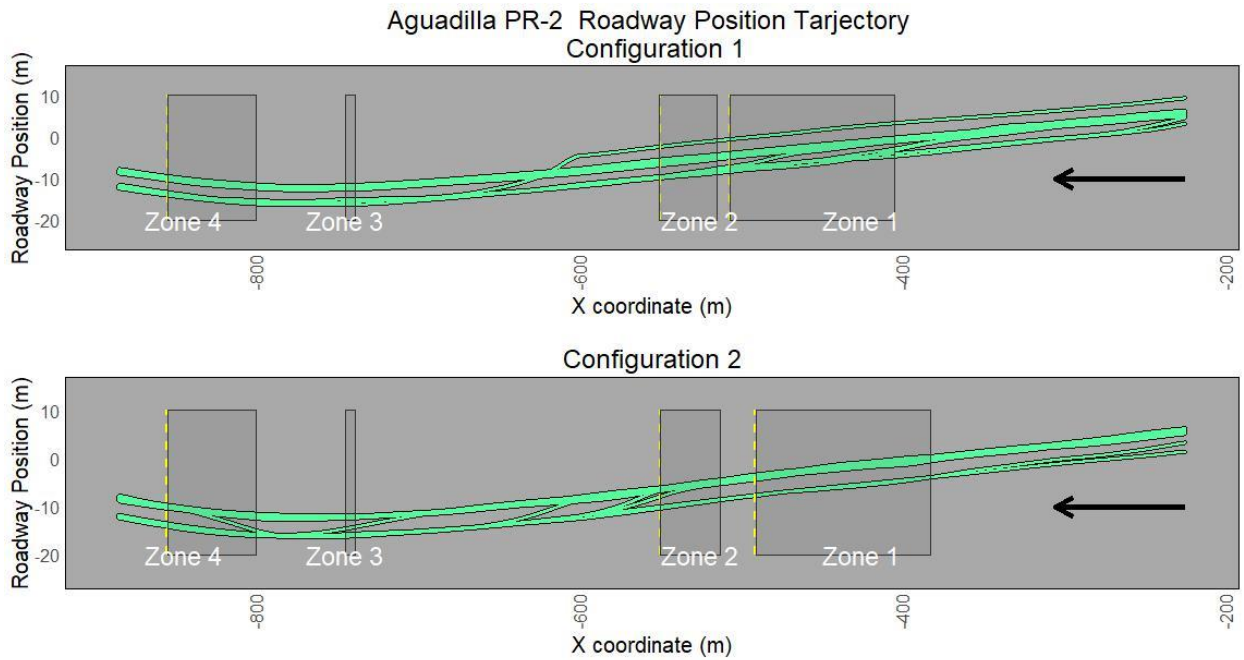 Aguadilla PR-2  Roadway Position Tarjectory
Configuration 1
Roadway Position (m)
10
0
-10
-20
Zone 4
Zone 3
Zone 2
Zone 1
-800
-600
-400
-200
X coordinate (m)
Configuration 2
Roadway Position (m)
10
0
-10
-20
Zone 4
Zone 3
Zone 2
Zone 1
-800
-600
-400
-200
X coordinate (m)